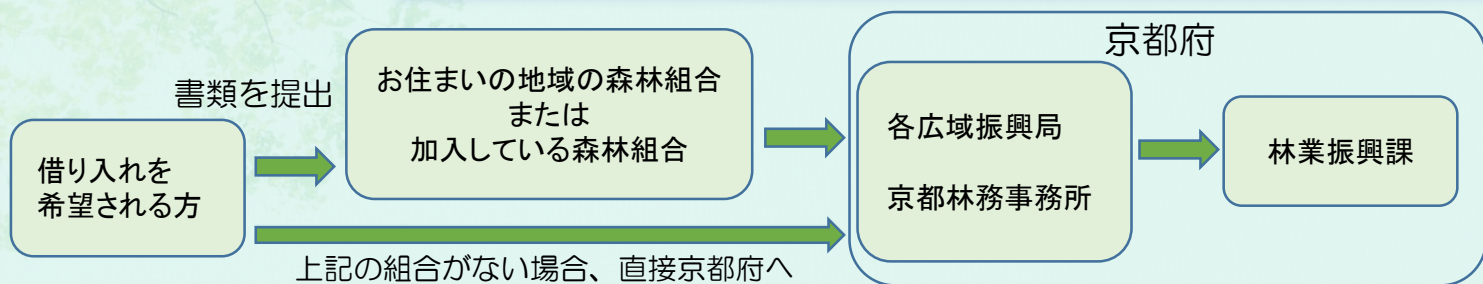 京都府
書類を提出
お住まいの地域の森林組合
または
加入している森林組合
借り入れを
希望される方
各広域振興局
京都林務事務所
林業振興課
上記の組合がない場合、直接京都府へ